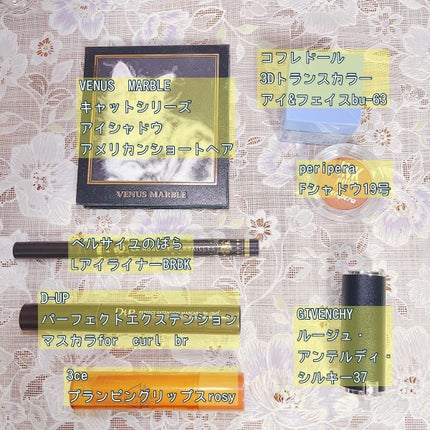 VENUS MARBLE
キャットシリーズ
アイシャドウ
アメリカンショートヘア
VENUS MARBLE
コフレドール
3Dトランスカラー
アイ&フェイスbu-63
peripera
Fシャドウ19号
ベルサイユのばら
LアイライナーBRBK
D-UP
パーフェクトエクステンション
マスカラfor curl br
D-UP
3ce
プランピングリップスrosy
GIVENCHY
ルージュ・
アンテルディ・
シルキー37